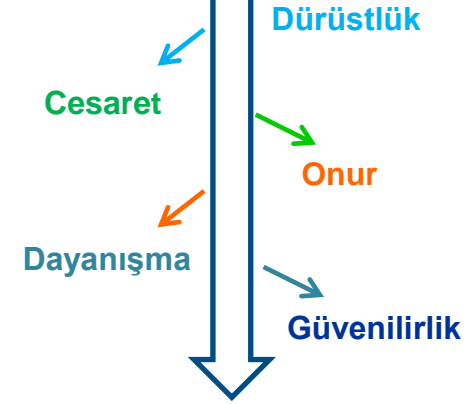 Dürüstlük
Cesaret
Onur
Dayanışma
Güvenilirlik